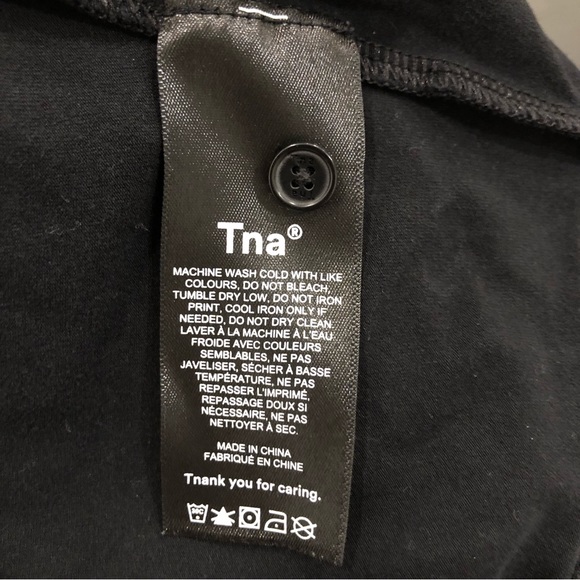 Tna®
MACHINE WASH COLD WITH LIKE
COLOURS, DO NOT BLEACH,
TUMBLE DRY LOW, DO NOT IRON
PRINT, COOL IRON ONLY IF
NEEDED, DO NOT DRY CLEAN.
LAVER À LA MACHINE À L'EAU
FROIDE AVEC COULEURS
SEMBLABLES, NE PAS
JAVELISER, SÉCHER À BASSE
TEMPÉRATURE, NE PAS
REPASSER L'IMPRIMÉ,
REPASSAGE DOUX SI
NÉCESSAIRE, NE PAS
NETTOYER À SEC.
MADE IN CHINA
FABRIQUÉ EN CHINE
Tnank you for caring.
30C